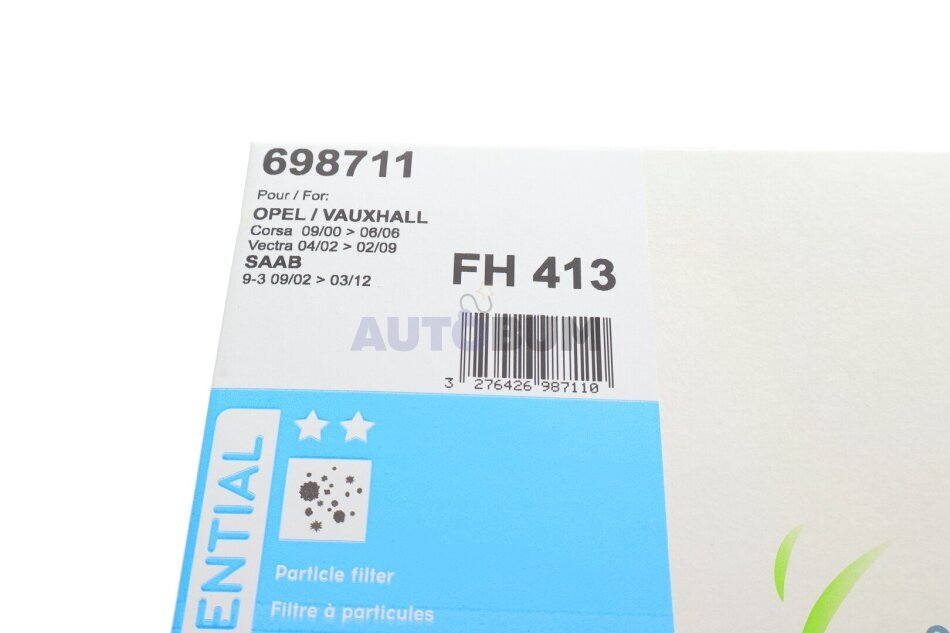 698711
Pour / For:
OPEL / VAUXHALL
Corsa 09/00 > 06/06
Vectra 04/02 > 02/09
SAAB
9-3 09/02 > 03/12
FH 413
AUTOBUM
3 276426 987110
ENTIAL
Particle filter
Filtre à particules